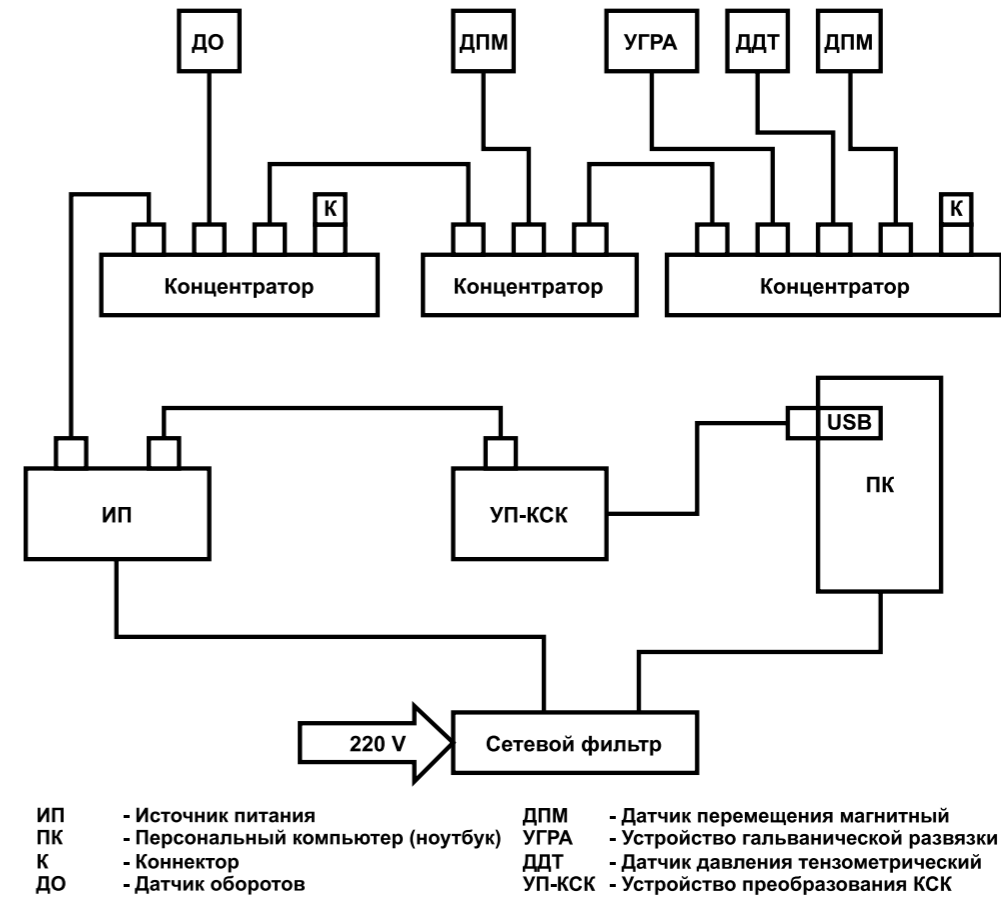 ДО
ДПМ
УГРА
ДДТ
ДПМ
К
К
Концентратор
Концентратор
Концентратор
USB
ИП
УП-КСК
ПК
220 V
Сетевой фильтр
ИП - Источник питания
ПК - Персональный компьютер (ноутбук)
К - Коннектор
ДО - Датчик оборотов
ДПМ - Датчик перемещения магнитный
УГРА - Устройство гальванической развязки
ДДТ - Датчик давления тензометрический
УП-КСК - Устройство преобразования КСК